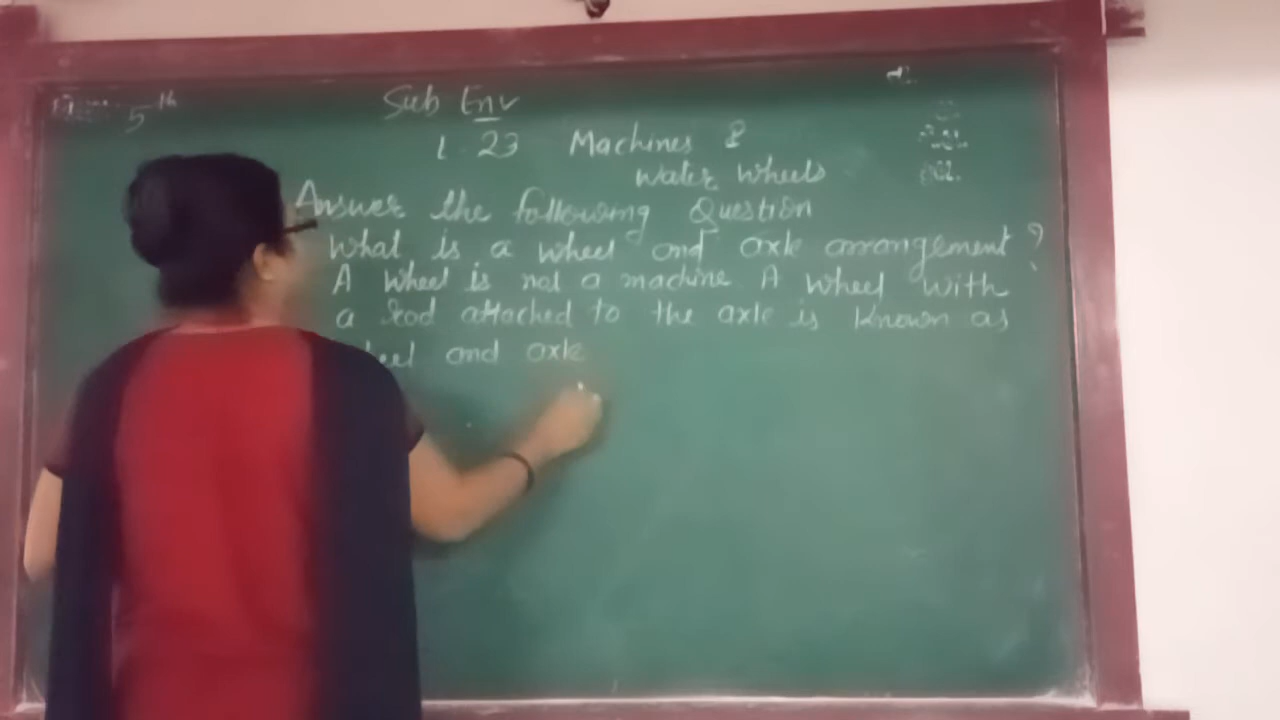 5th
Sub Env
L. 23 Machines &
Water Wheels
Answer the following Question
What is a wheel and axle arrangement?
A Wheel is not a machine A wheel with
a rod attached to the axle is known as
and axle